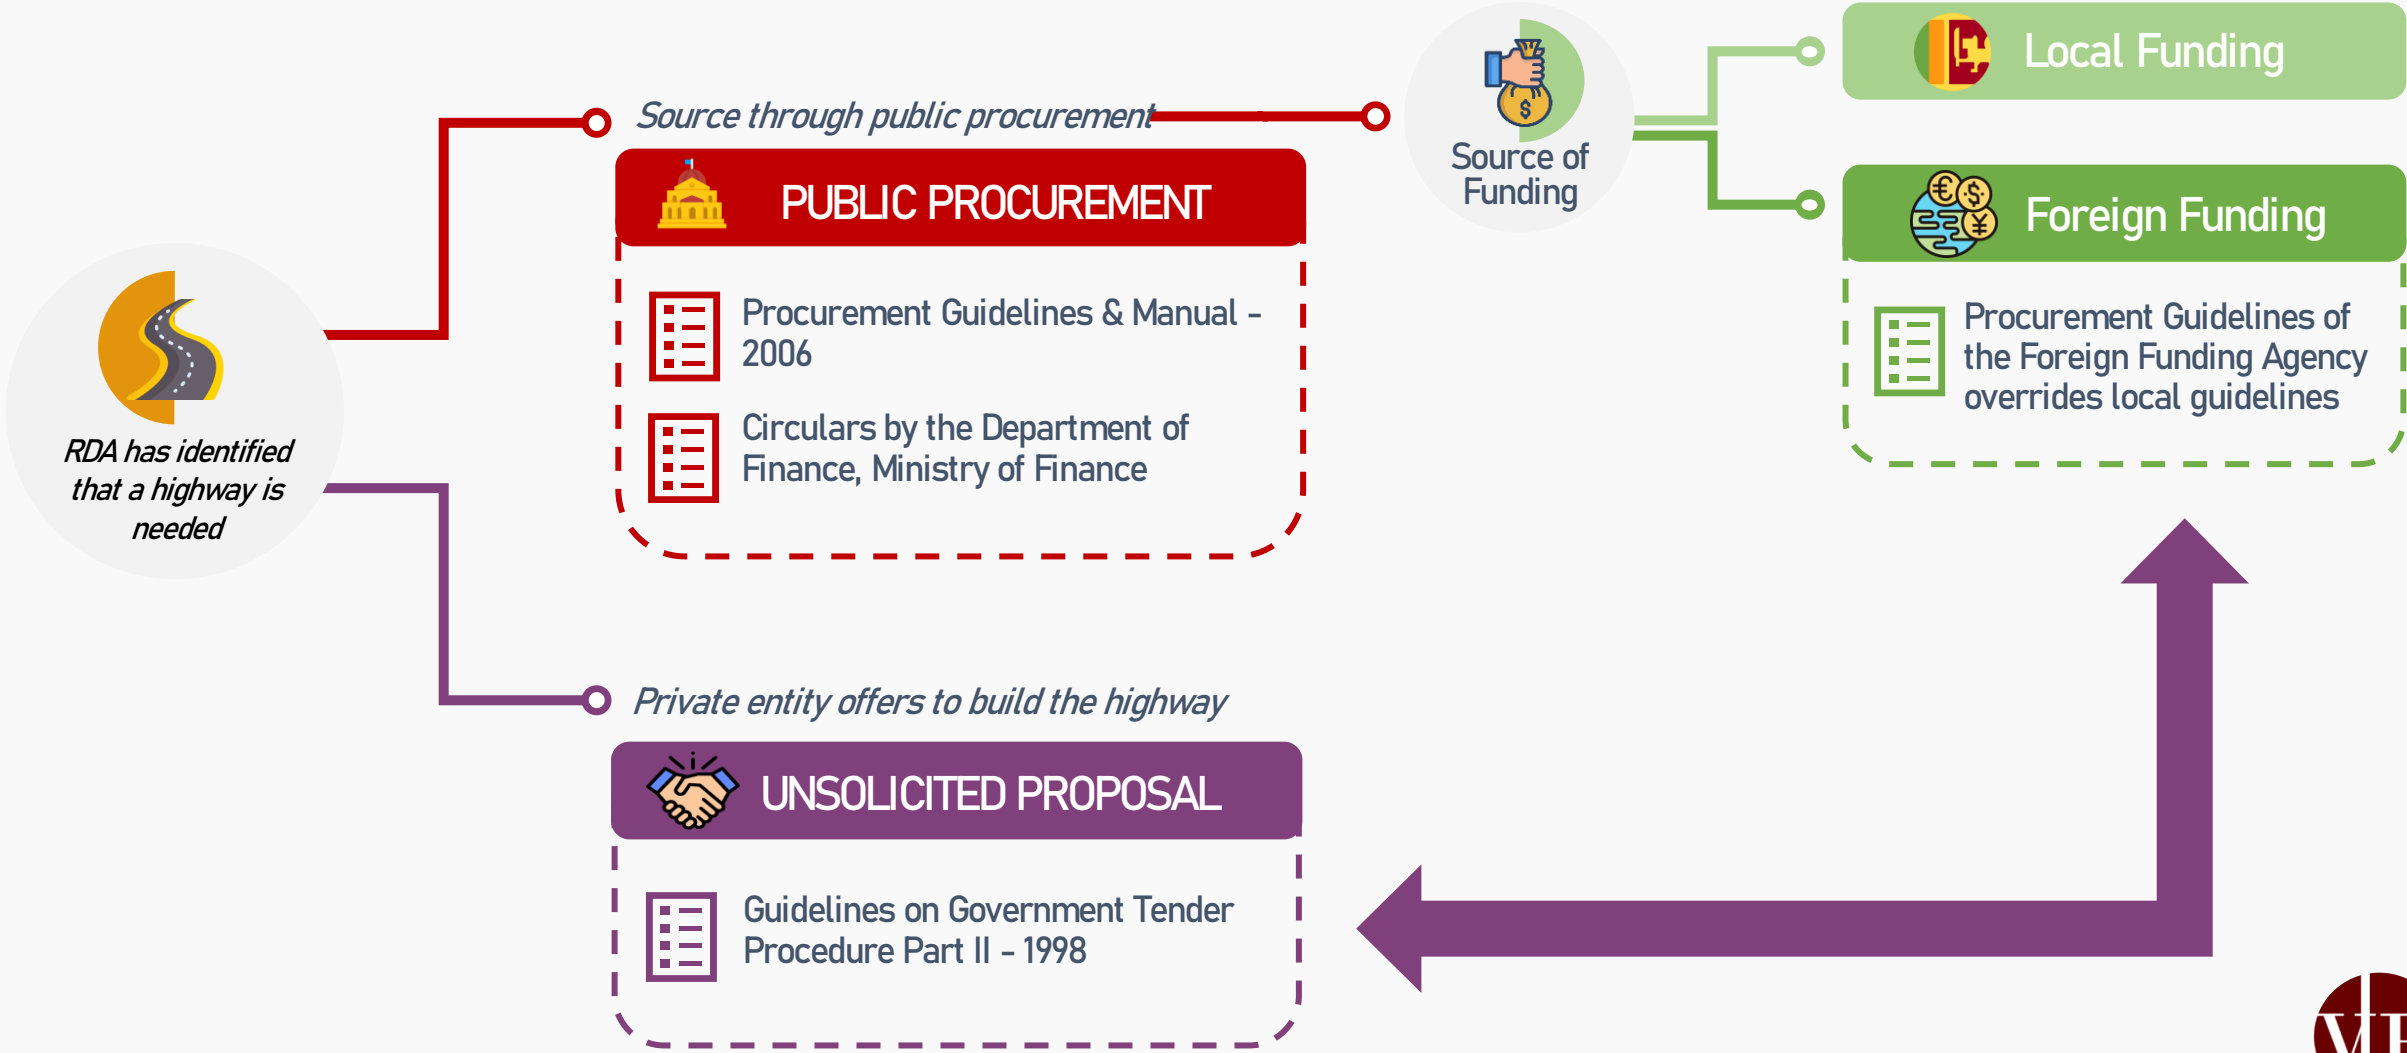 RDA has identified
that a highway is
needed
Source through public procurement
PUBLIC PROCUREMENT
Procurement Guidelines & Manual -
2006
Circulars by the Department of
Finance, Ministry of Finance
Private entity offers to build the highway
UNSOLICITED PROPOSAL
Guidelines on Government Tender
Procedure Part II - 1998
Source of
Funding
Local Funding
Foreign Funding
Procurement Guidelines of
the Foreign Funding Agency
overrides local guidelines